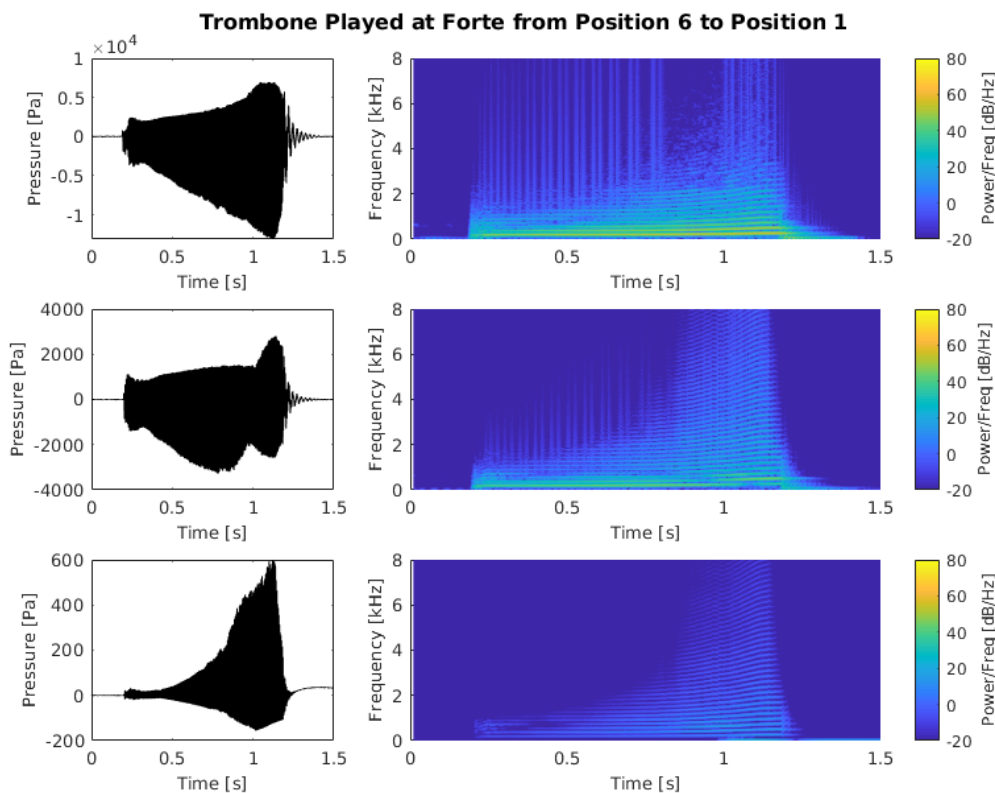 Trombone Played at Forte from Position 6 to Position 1
×10⁴
1
0.5
0
-0.5
-1
Pressure [Pa]
0 0.5 1 1.5
Time [s]
8
6
4
2
0
Frequency [kHz]
0.5 1 1.5
Time [s]
80
60
40
20
0
-20
Power/Freq [dB/Hz]
4000
2000
0
-2000
-4000
Pressure [Pa]
0 0.5 1 1.5
Time [s]
8
6
4
2
0
Frequency [kHz]
0.5 1 1.5
Time [s]
80
60
40
20
0
-20
Power/Freq [dB/Hz]
600
400
200
0
-200
Pressure [Pa]
0 0.5 1 1.5
Time [s]
8
6
4
2
0
Frequency [kHz]
0.5 1 1.5
Time [s]
80
60
40
20
0
-20
Power/Freq [dB/Hz]